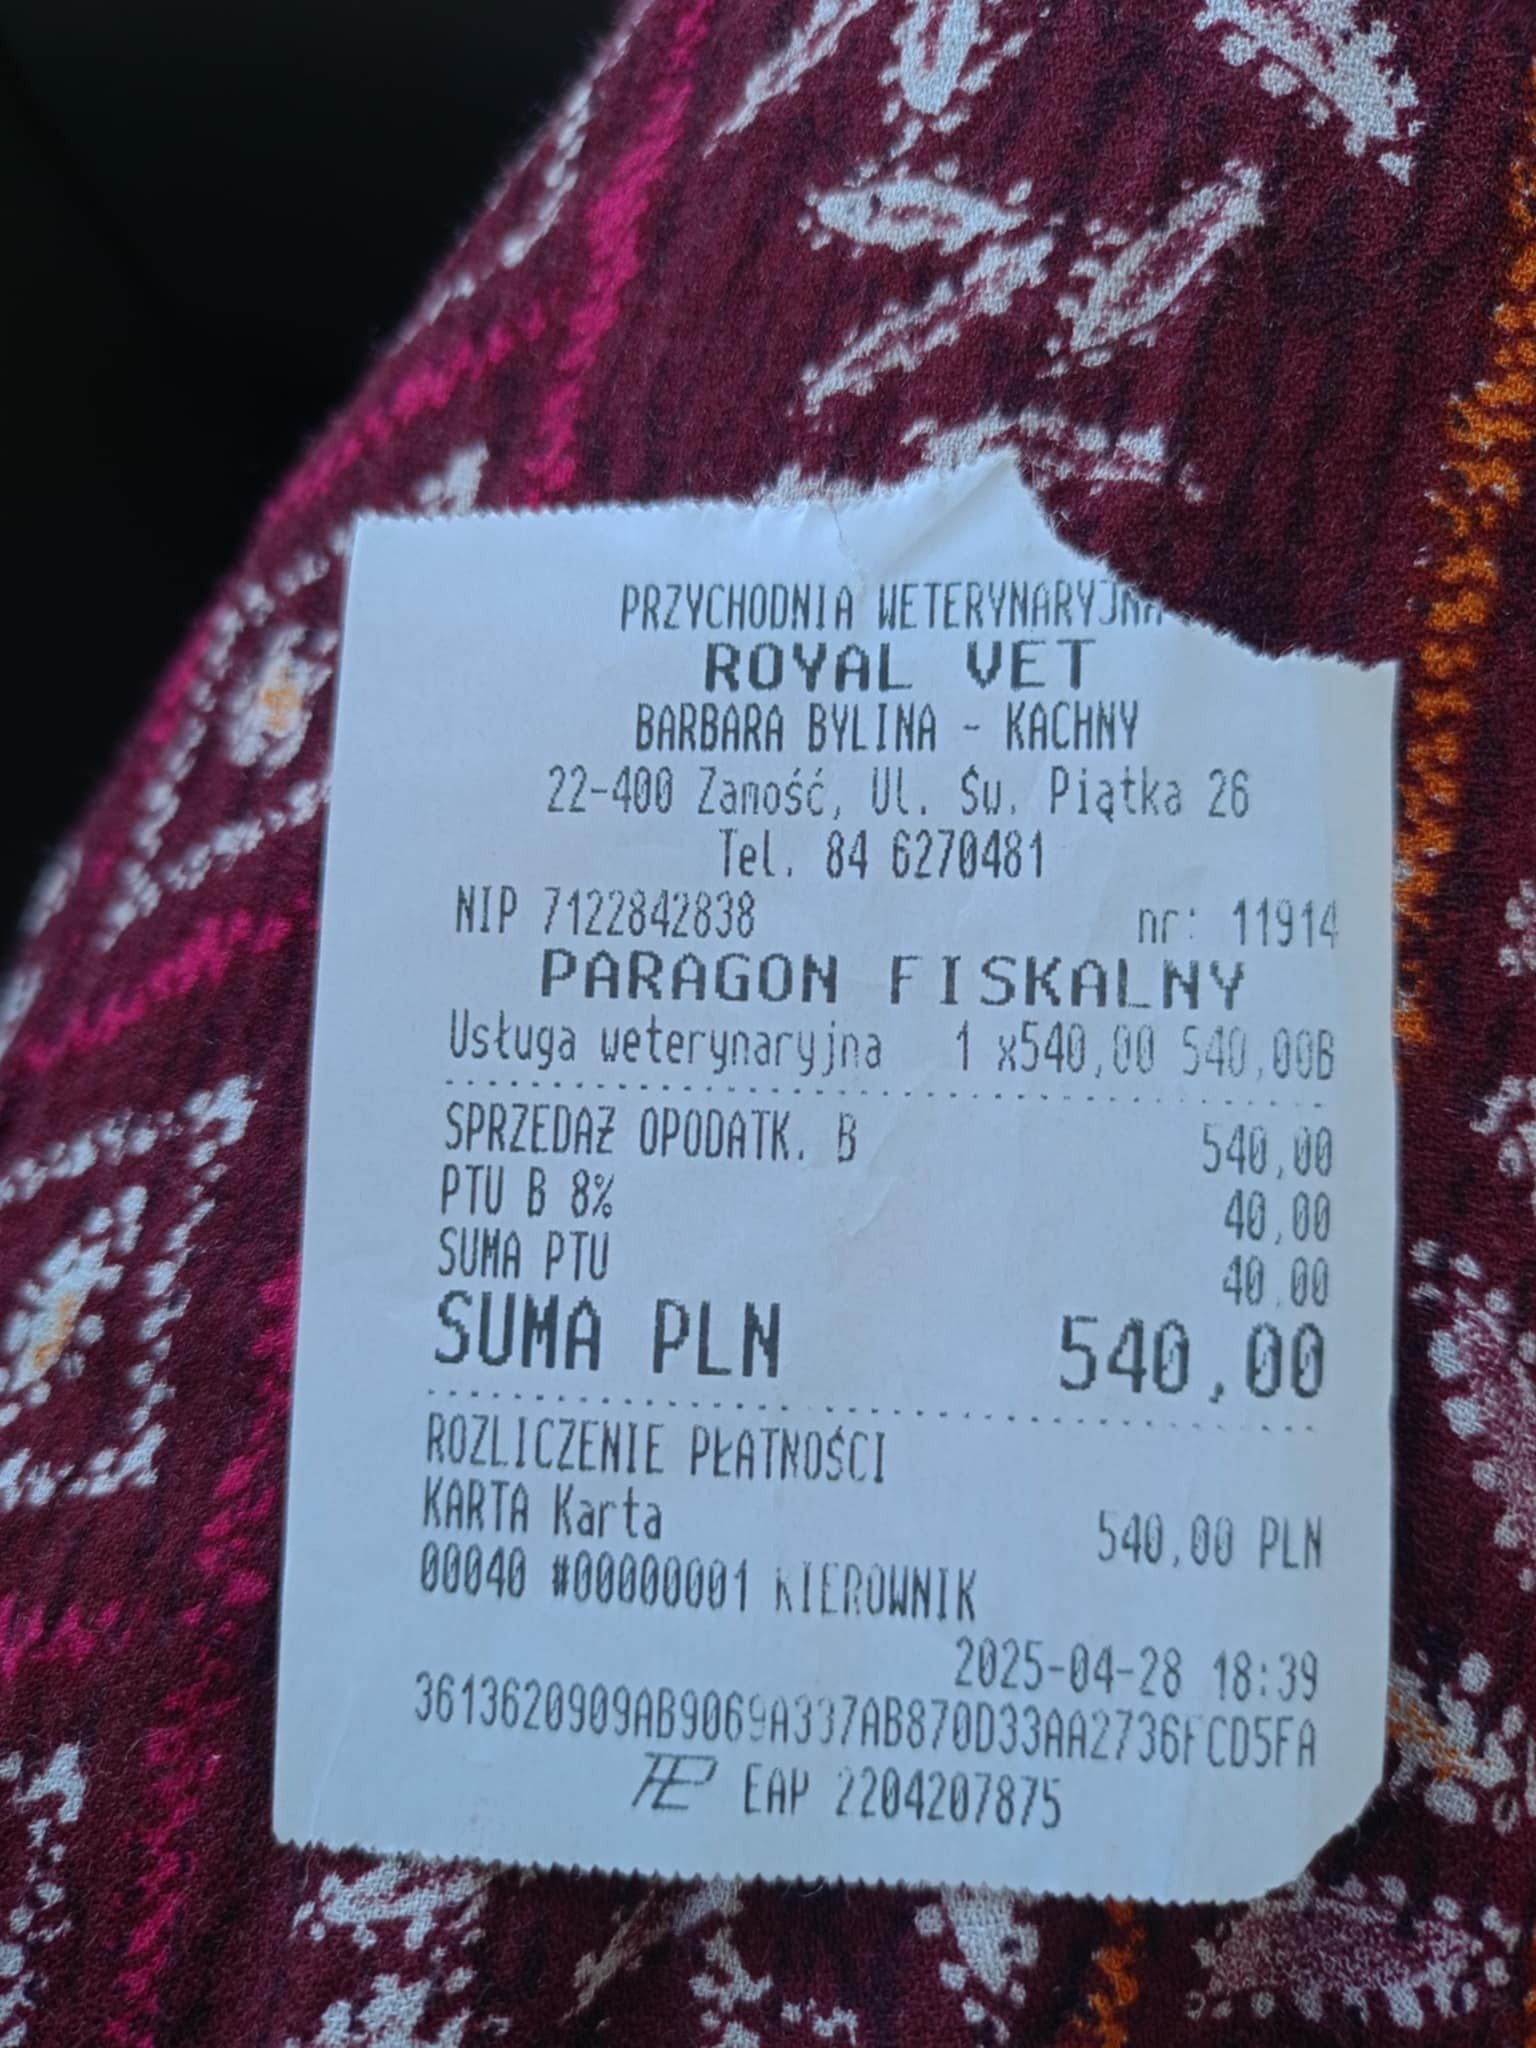 PRZYCHODNIA WETERYNARYJNA
ROYAL VET
BARBARA BYLINA - KACHNY
22-400 Zamość, Ul. Św. Piątka 26
Tel. 84 6270481
NIP 7122842838 nr: 11914
PARAGON FISKALNY
Usługa weterynaryjna 1 x540,00 540,00B
SPRZEDAŻ OPODATK. B 540,00
PTU B 8% 40,00
SUMA PTU 40,00
SUMA PLN 540,00
ROZLICZENIE PŁATNOŚCI
KARTA Karta 540,00 PLN
00040 #00000001 KIEROWNIK
2025-04-28 18:39
3613620909AB9069A337AB870D33AA2736FCD5FA
EAP 2204207875